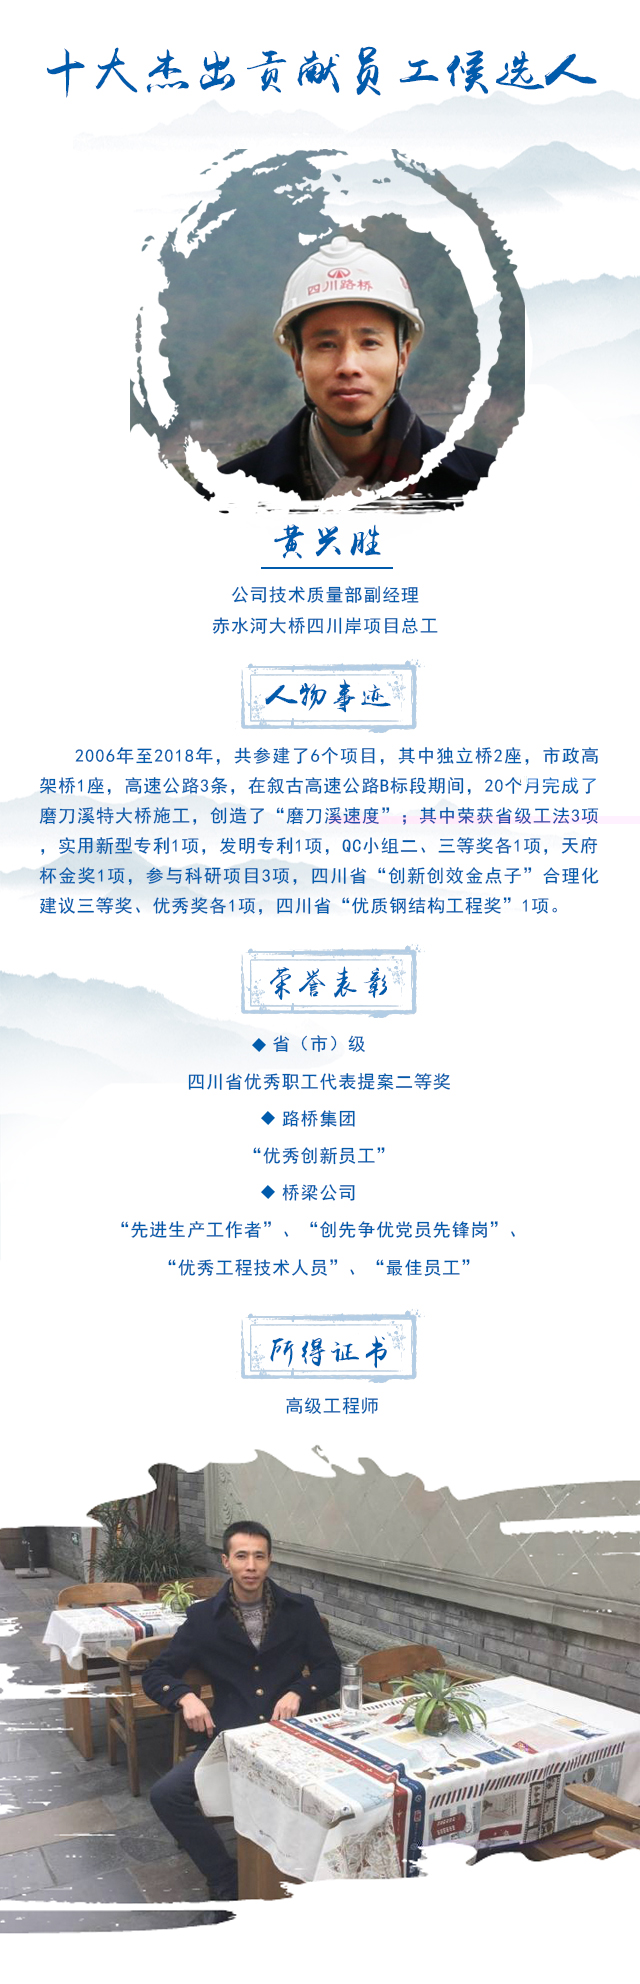 十大杰出贡献员工候选人
四川路桥
黄兴胜
公司技术质量部副经理
赤水河大桥四川岸项目总工
人物事迹
2006年至2018年，共参建了6个项目，其中独立桥2座，市政高
架桥1座，高速公路3条，在叙古高速公路B标段期间，20个月完成了
磨刀溪特大桥施工，创造了“磨刀溪速度”；其中荣获省级工法3项
，实用新型专利1项，发明专利1项，QC小组二、三等奖各1项，天府
杯金奖1项，参与科研项目3项，四川省“创新创效金点子”合理化
建议三等奖、优秀奖各1项，四川省“优质钢结构工程奖”1项。
荣誉表彰
◆ 省（市）级
四川省优秀职工代表提案二等奖
◆ 路桥集团
“优秀创新员工”
◆ 桥梁公司
“先进生产工作者”、“创先争优党员先锋岗”、
“优秀工程技术人员”、“最佳员工”
所得证书
高级工程师